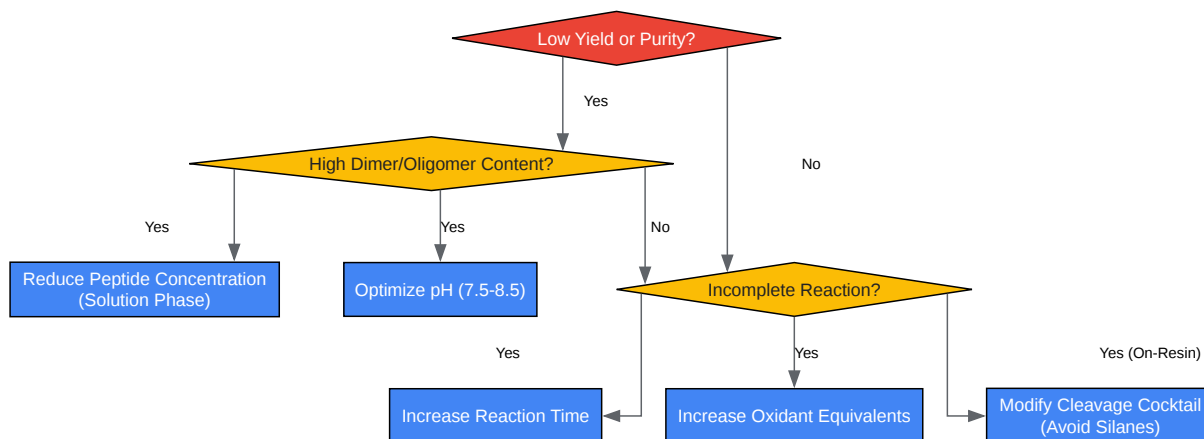 Low Yield or Purity?
Yes
High Dimer/Oligomer Content?
No
Yes
Yes
No
Reduce Peptide Concentration
(Solution Phase)
Optimize pH (7.5-8.5)
Incomplete Reaction?
Yes
Yes
Yes (On-Resin)
Increase Reaction Time
Increase Oxidant Equivalents
Modify Cleavage Cocktail
(Avoid Silanes)